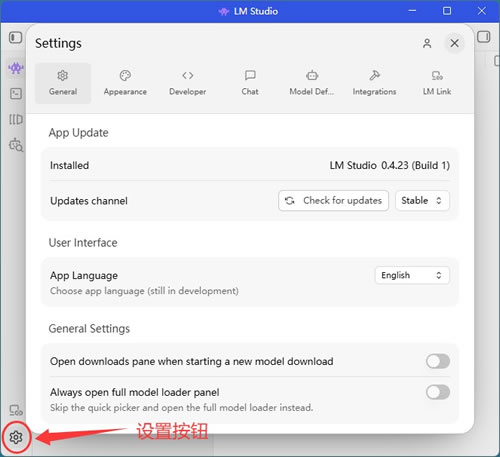 LM Studio
Settings
General
Appearance
Developer
Chat
Model Def...
Integrations
LM Link
App Update
Installed
LM Studio 0.4.23 (Build 1)
Updates channel
Check for updates
Stable
User Interface
App Language
English
Choose app language (still in development)
General Settings
Open downloads pane when starting a new model download
Always open full model loader panel
Skip the quick picker and open the full model loader instead.
设置按钮